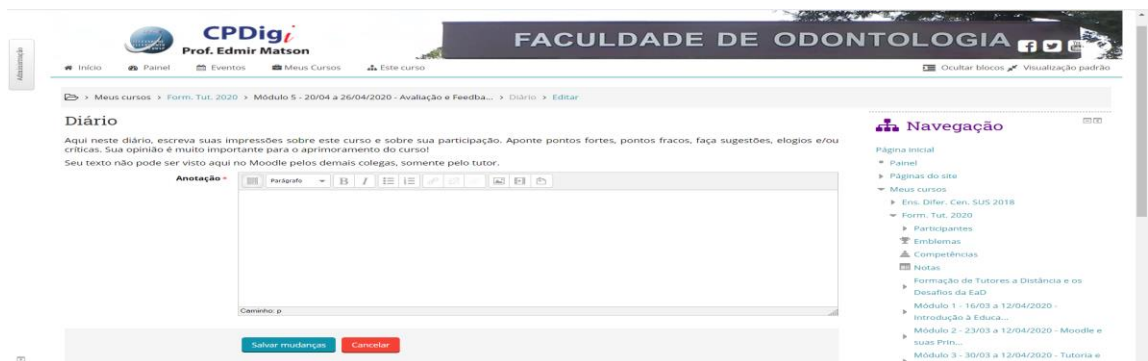 CPDigi
Prof. Edmir Matson
FACULDADE DE ODONTOLOGIA
Administração
Início Painel Eventos Meus Cursos Este curso
Ocultar blocos Visualização padrão
> Meus cursos > Form. Tut. 2020 > Módulo 5 - 20/04 a 26/04/2020 - Avaliação e Feedba... > Diário > Editar
Diário
Aqui neste diário, escreva suas impressões sobre este curso e sobre sua participação. Aponte pontos fortes, pontos fracos, faça sugestões, elogios e/ou
críticas. Sua opinião é muito importante para o aprimoramento do curso!
Seu texto não pode ser visto aqui no Moodle pelos demais colegas, somente pelo tutor.
Anotação *
Parágrafo B I
Caminho: p
Salvar mudanças Cancelar
Navegação
Página inicial
Painel
Páginas do site
Meus cursos
Ens. Difer. Cen. SUS 2018
Form. Tut. 2020
Participantes
Emblemas
Competências
Notas
Formação de Tutores a Distância e os
Desafios da EaD
Módulo 1 - 16/03 a 12/04/2020 -
Introdução à Educa...
Módulo 2 - 23/03 a 12/04/2020 - Moodle e
suas Prin...
Módulo 3 - 30/03 a 12/04/2020 - Tutoria e